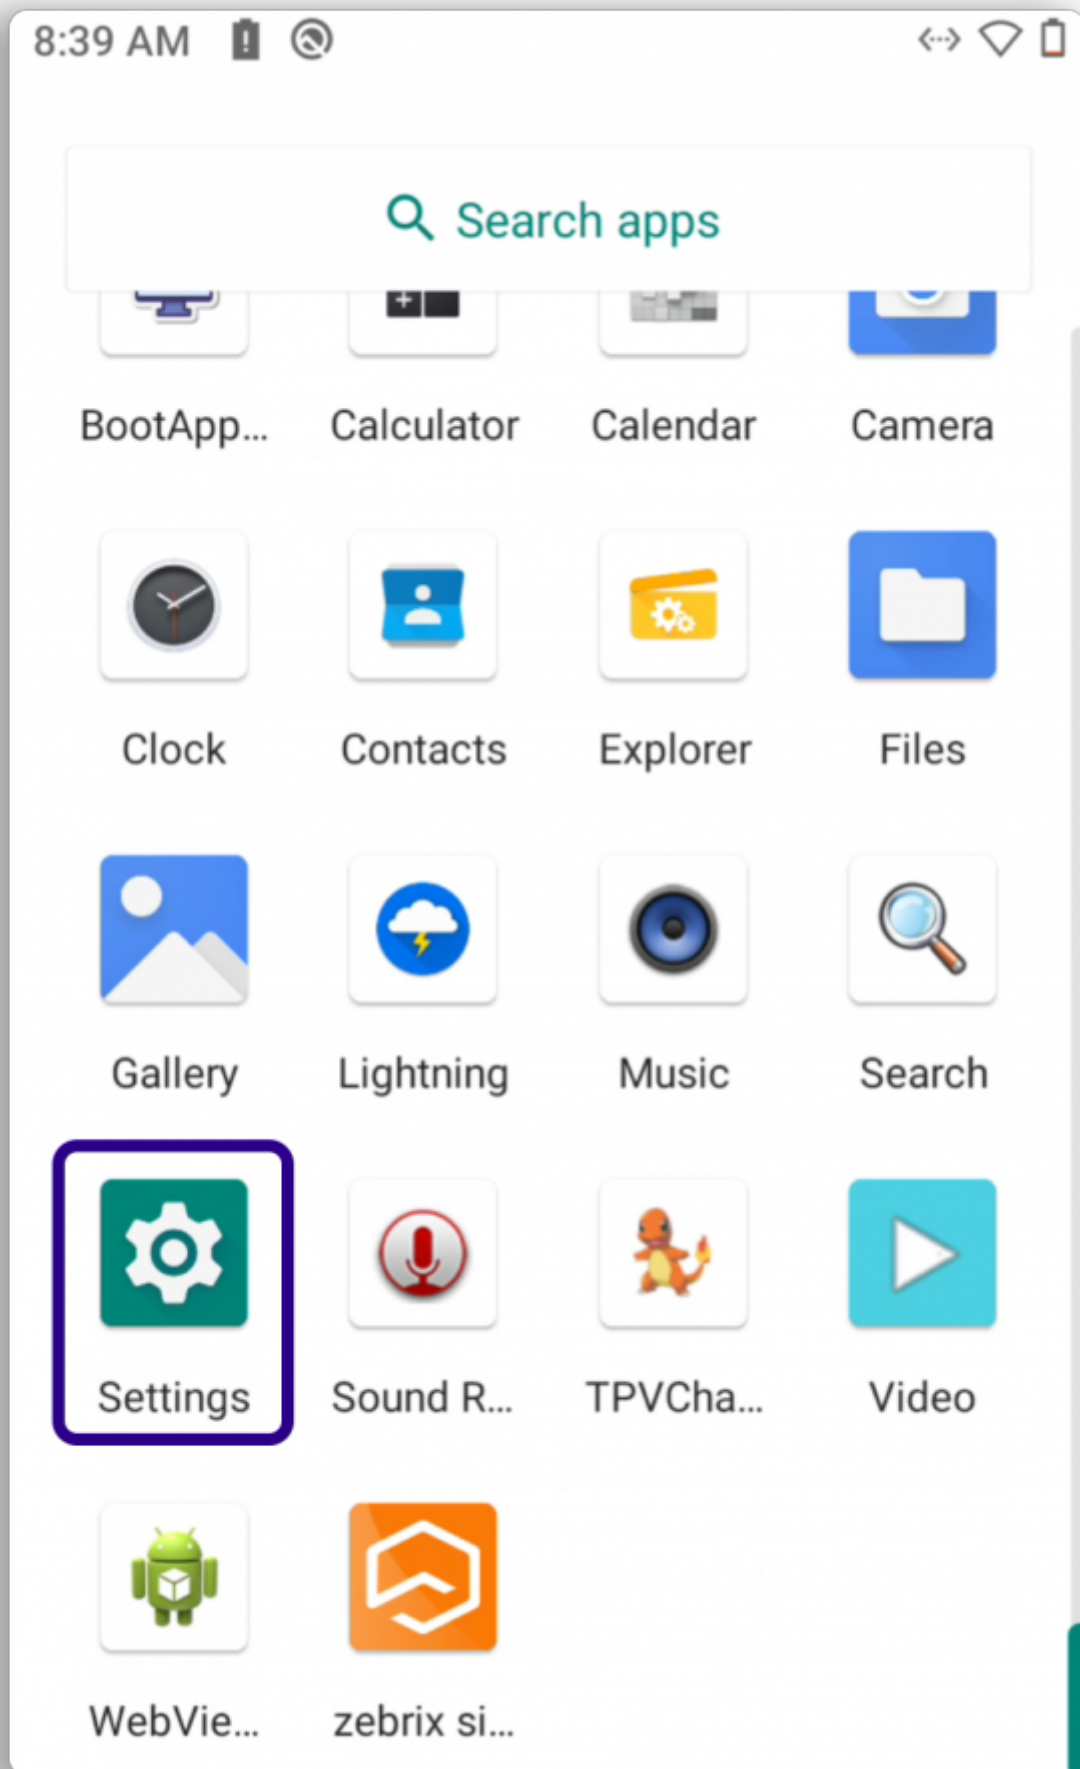 8:39 AM
Search apps
BootApp... Calculator Calendar Camera
Clock Contacts Explorer Files
Gallery Lightning Music Search
Settings Sound R... TPVCha... Video
WebVie... zebrix si...